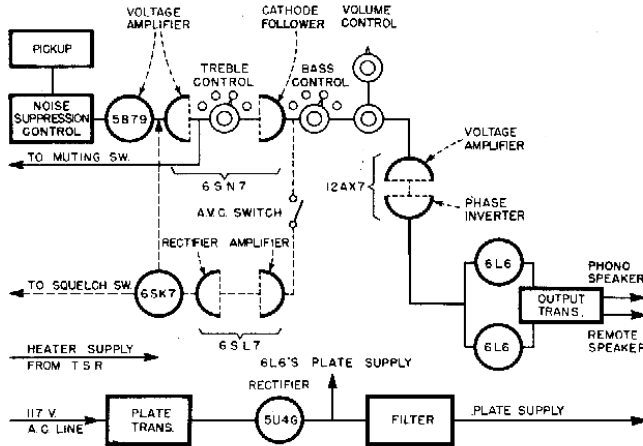 VOLTAGE
AMPLIFIER
CATHODE
FOLLOWER
VOLUME
CONTROL
PICKUP
TREBLE
CONTROL
BASS
CONTROL
NOISE
SUPPRESSION
CONTROL
5879
TO MUTING SW.
6SN7
VOLTAGE
AMPLIFIER
12AX7
PHASE
INVERTER
A.V.C. SWITCH
RECTIFIER
AMPLIFIER
TO SQUELCH SW.
6SK7
6SL7
6L6
PHONO
SPEAKER
OUTPUT
TRANS.
6L6
REMOTE
SPEAKER
HEATER SUPPLY
FROM TSR
6L6'S PLATE SUPPLY
RECTIFIER
117 V.
A.C. LINE
PLATE
TRANS.
5U4G
FILTER
PLATE SUPPLY